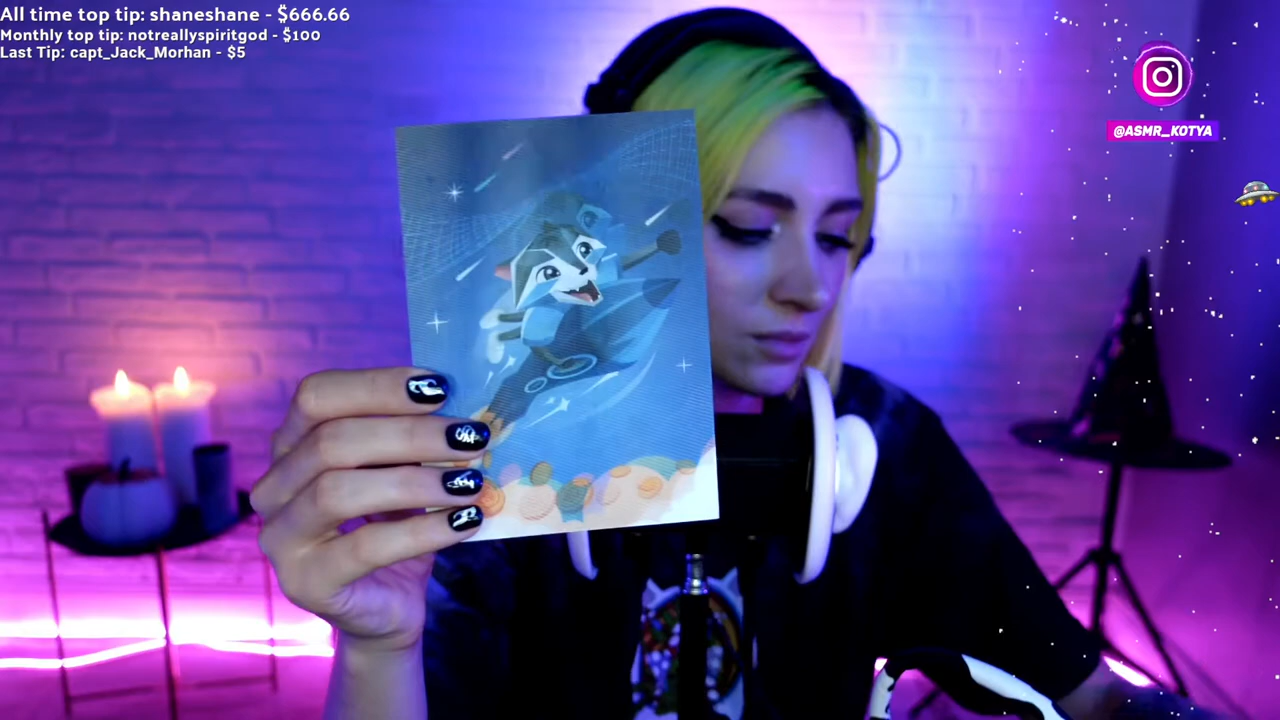 All time top tip: shaneshane - $666.66
Monthly top tip: notreallyspiritgod - $100
Last Tip: capt_Jack_Morhan - $5
@ASMR_KOTYA